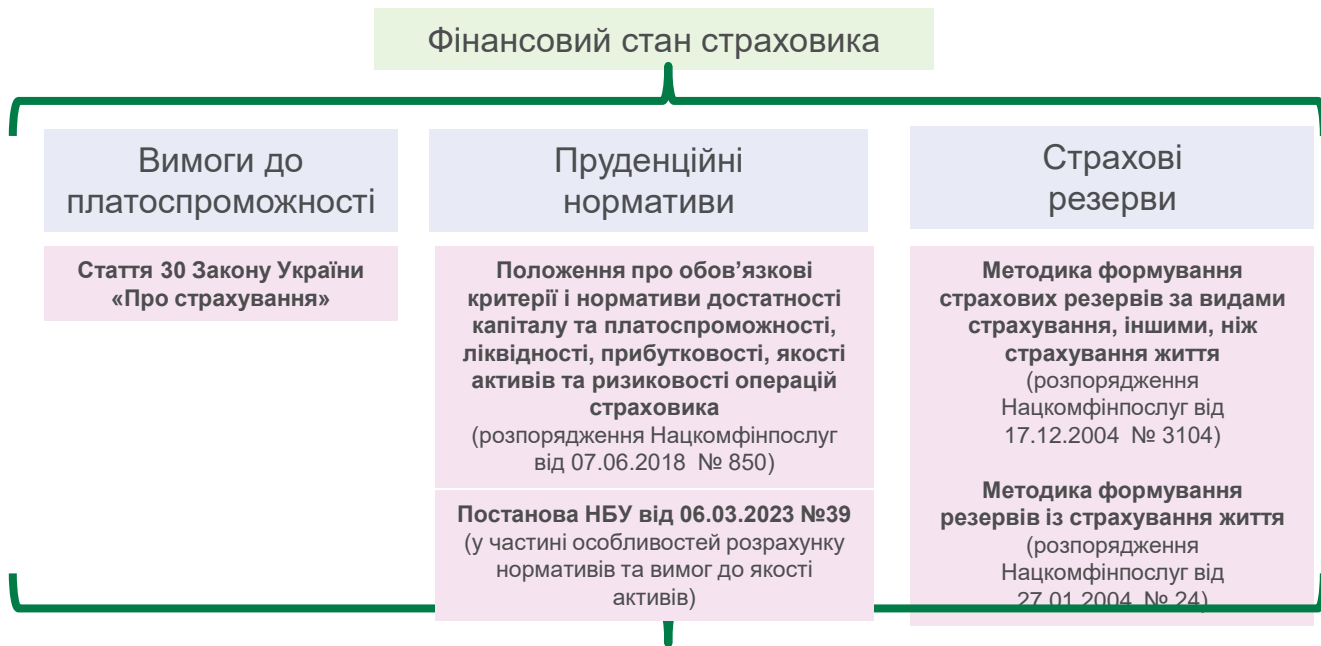 Фінансовий стан страховика
Вимоги до
платоспроможності
Стаття 30 Закону України
«Про страхування»
Пруденційні
нормативи
Положення про обов’язкові
критерії і нормативи достатності
капіталу та платоспроможності,
ліквідності, прибутковості, якості
активів та ризиковості операцій
страховика
(розпорядження Нацкомфінпослуг
від 07.06.2018 № 850)
Постанова НБУ від 06.03.2023 №39
(у частині особливостей розрахунку
нормативів та вимог до якості
активів)
Страхові
резерви
Методика формування
страхових резервів за видами
страхування, іншими, ніж
страхування життя
(розпорядження
Нацкомфінпослуг від
17.12.2004 № 3104)
Методика формування
резервів із страхування життя
(розпорядження
Нацкомфінпослуг від
27.01.2004 № 24)